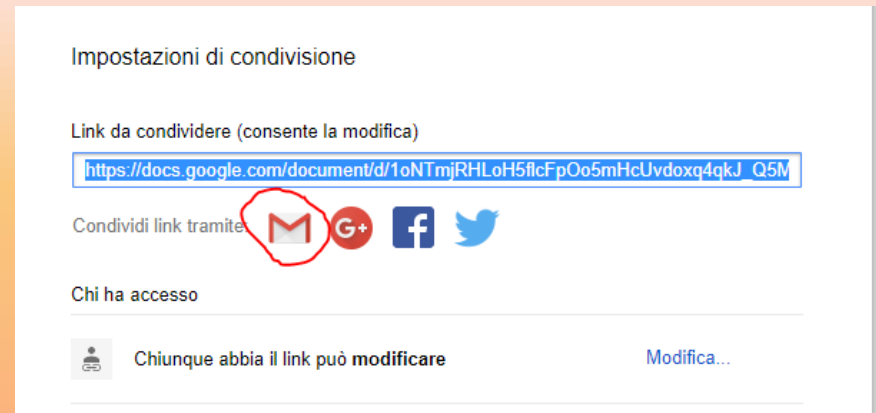 Impostazioni di condivisione
Link da condividere (consente la modifica)
https://docs.google.com/document/d/1oNTmjRHLoH5flcFpOo5mHcUvdoxq4qkJ_Q5M
Condividi link tramite:
G+ f
Chi ha accesso
Chiunque abbia il link può modificare Modifica...